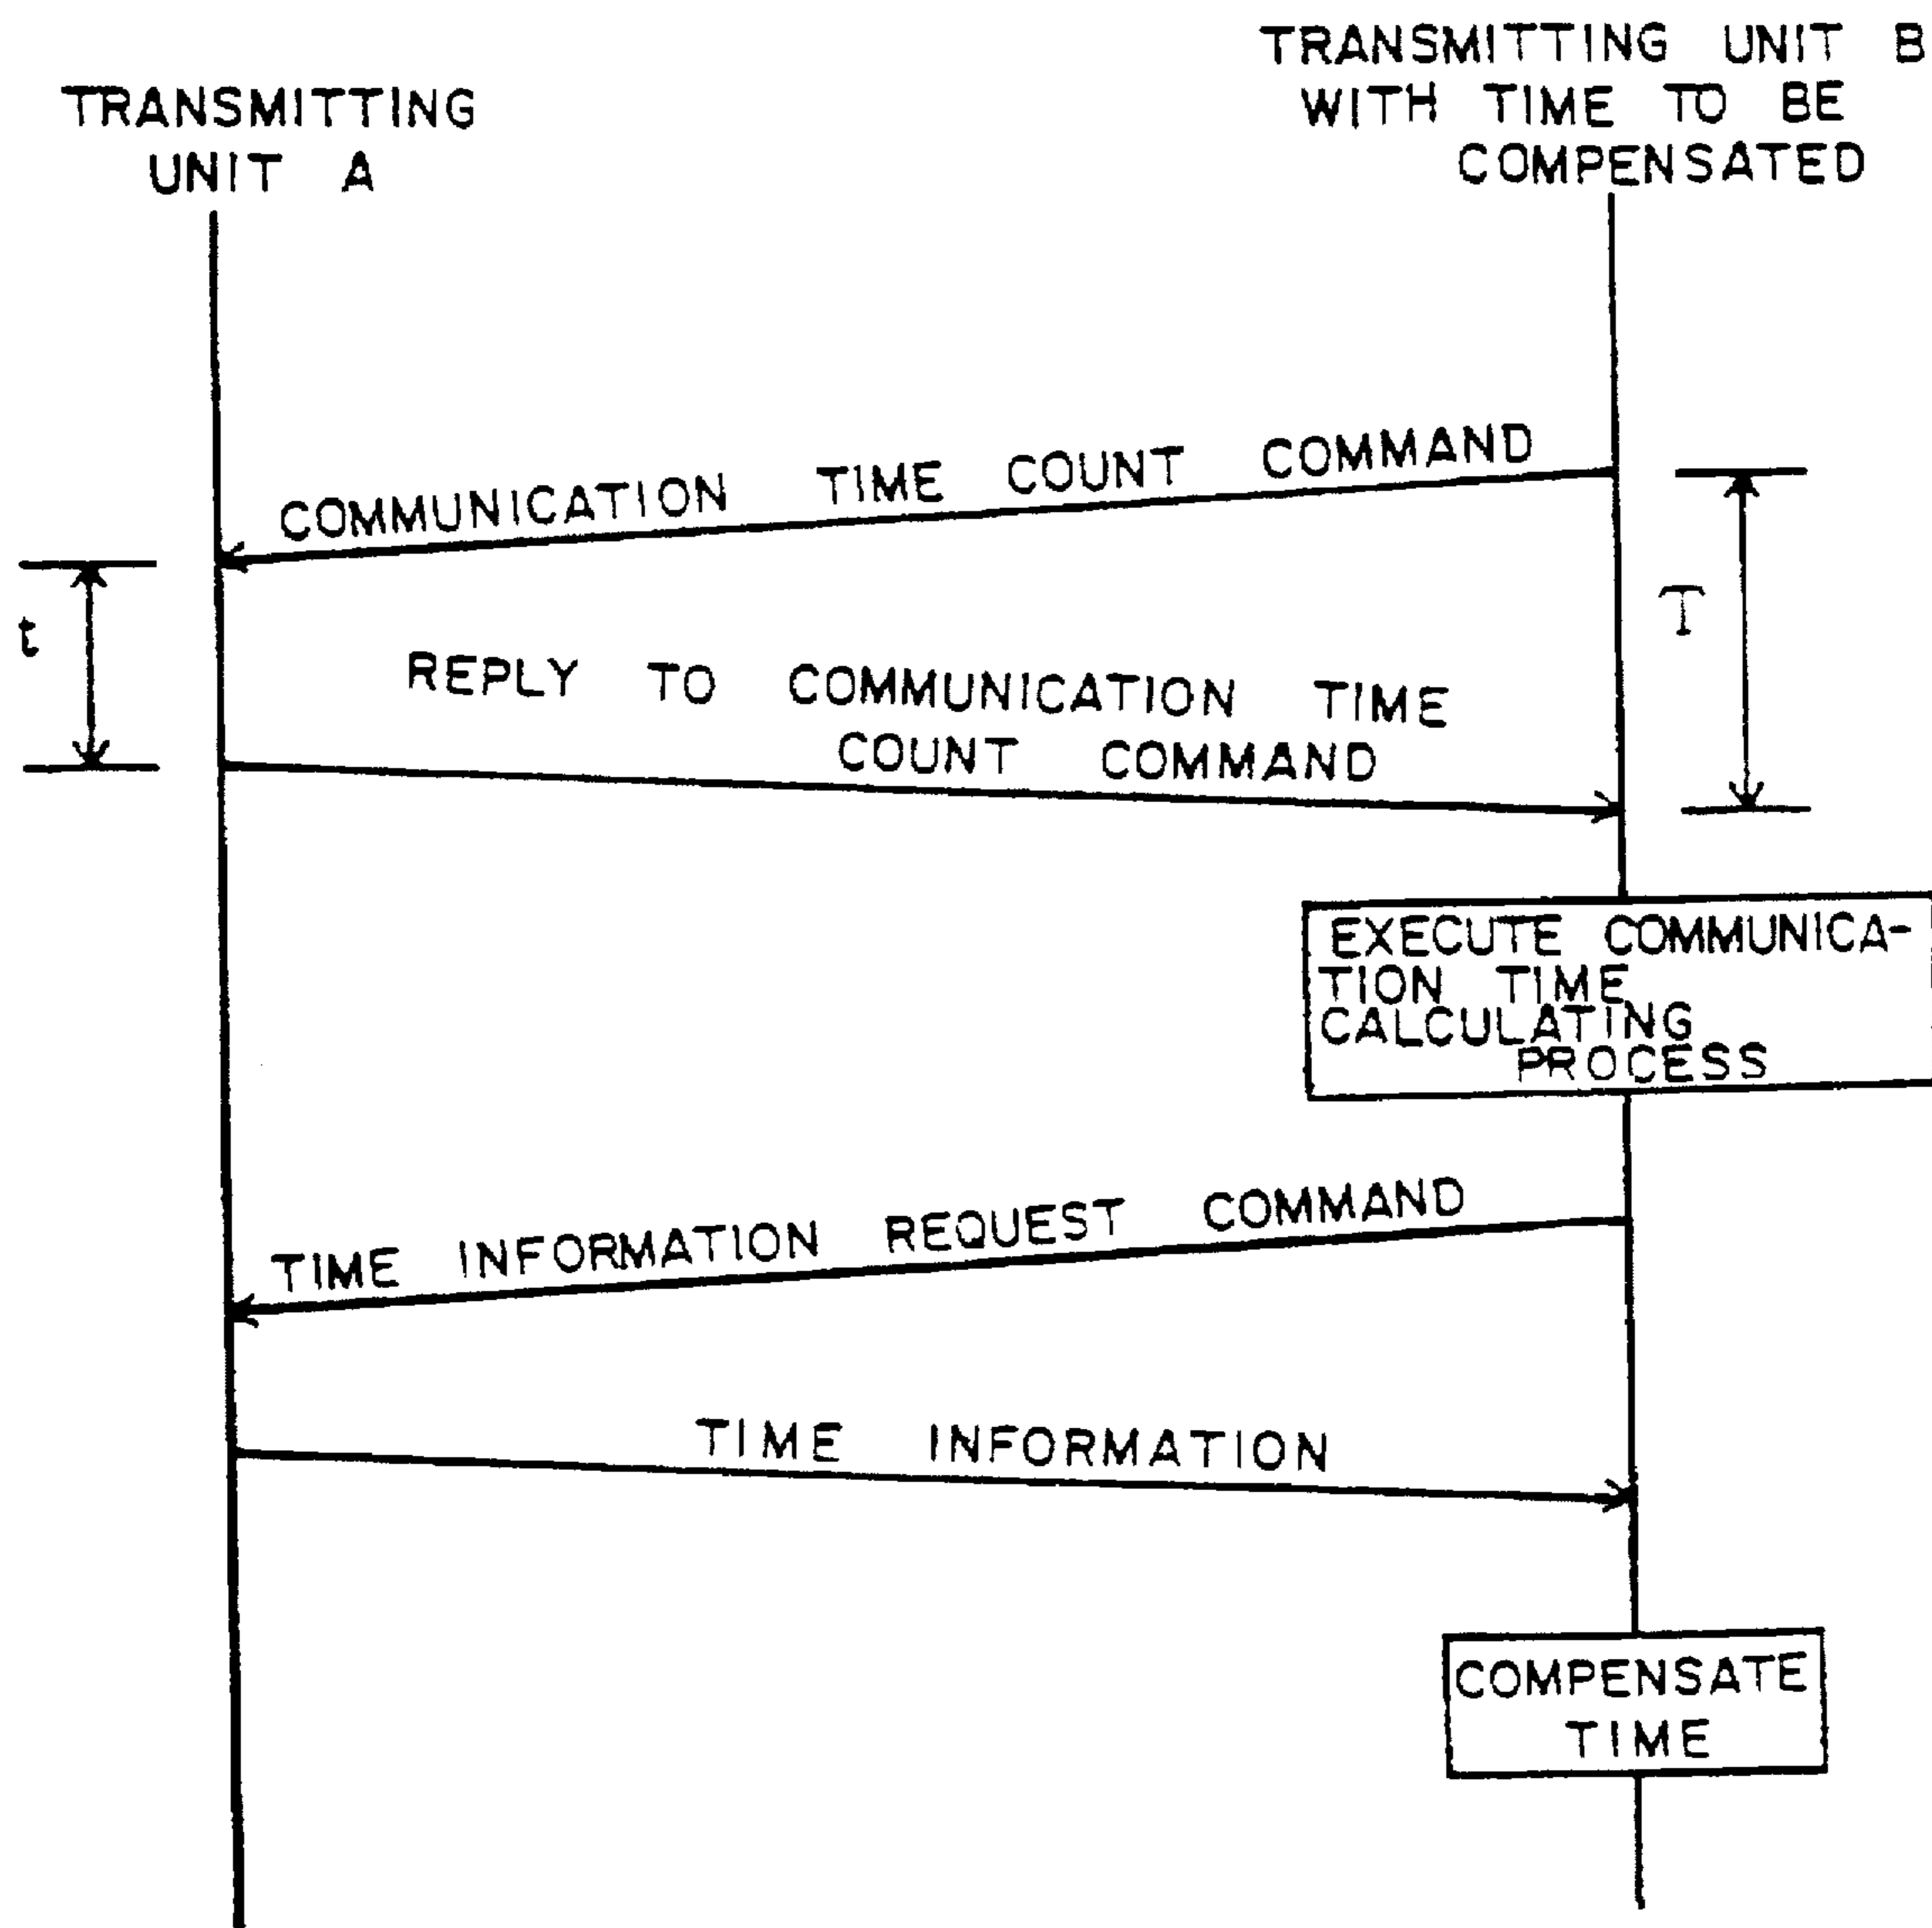 TRANSMITTING
UNIT A
TRANSMITTING UNIT B
WITH TIME TO BE
COMPENSATED
COMMUNICATION TIME COUNT COMMAND
t
T
REPLY TO COMMUNICATION TIME
COUNT COMMAND
EXECUTE COMMUNICA-
TION TIME
CALCULATING
PROCESS
TIME INFORMATION REQUEST COMMAND
TIME INFORMATION
COMPENSATE
TIME